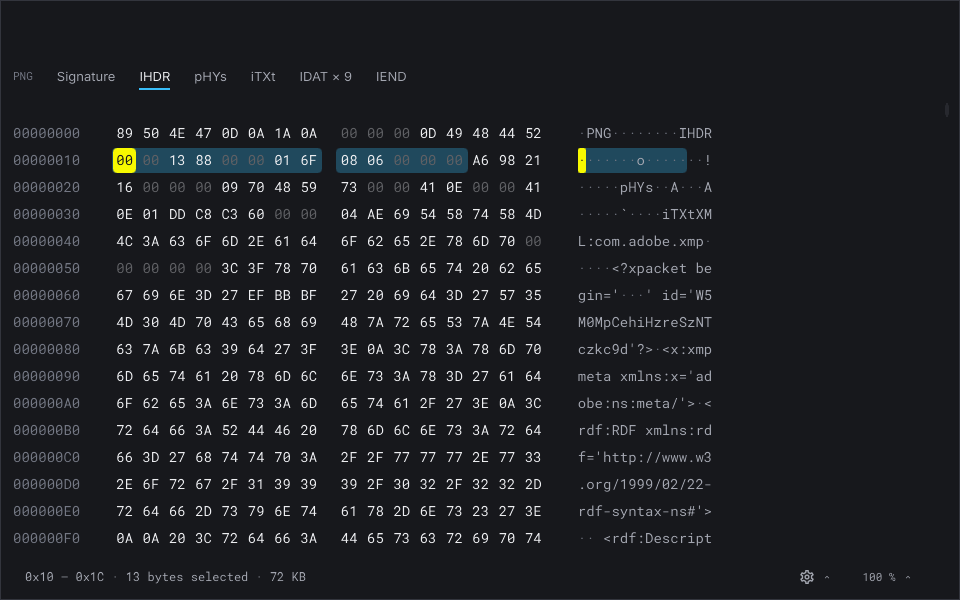 PNG Signature IHDR pHYs iTXt IDAT × 9 IEND
00000000 89 50 4E 47 0D 0A 1A 0A 00 00 00 0D 49 48 44 52 ·PNG········IHDR
00000010 00 00 13 88 00 00 01 6F 08 06 00 00 00 A6 98 21 ·······o·······!
00000020 16 00 00 00 09 70 48 59 73 00 00 41 0E 00 00 41 ·····pHYs··A···A
00000030 0E 01 DD C8 C3 60 00 00 04 AE 69 54 58 74 58 4D ·····`····iTXtXM
00000040 4C 3A 63 6F 6D 2E 61 64 6F 62 65 2E 78 6D 70 00 L:com.adobe.xmp·
00000050 00 00 00 00 3C 3F 78 70 61 63 6B 65 74 20 62 65 ····<?xpacket be
00000060 67 69 6E 3D 27 EF BB BF 27 20 69 64 3D 27 57 35 gin='···' id='W5
00000070 4D 30 4D 70 43 65 68 69 48 7A 72 65 53 7A 4E 54 M0MpCehiHzreSzNT
00000080 63 7A 6B 63 39 64 27 3F 3E 0A 3C 78 3A 78 6D 70 czkc9d'?>·<x:xmp
00000090 6D 65 74 61 20 78 6D 6C 6E 73 3A 78 3D 27 61 64 meta xmlns:x='ad
000000A0 6F 62 65 3A 6E 73 3A 6D 65 74 61 2F 27 3E 0A 3C obe:ns:meta/'>·<
000000B0 72 64 66 3A 52 44 46 20 78 6D 6C 6E 73 3A 72 64 rdf:RDF xmlns:rd
000000C0 66 3D 27 68 74 74 70 3A 2F 2F 77 77 77 2E 77 33 f='http://www.w3
000000D0 2E 6F 72 67 2F 31 39 39 39 2F 30 32 2F 32 32 2D .org/1999/02/22-
000000E0 72 64 66 2D 73 79 6E 74 61 78 2D 6E 73 23 27 3E rdf-syntax-ns#'>
000000F0 0A 0A 20 3C 72 64 66 3A 44 65 73 63 72 69 70 74 ·· <rdf:Descript
0x10 – 0x1C · 13 bytes selected · 72 KB 100 %